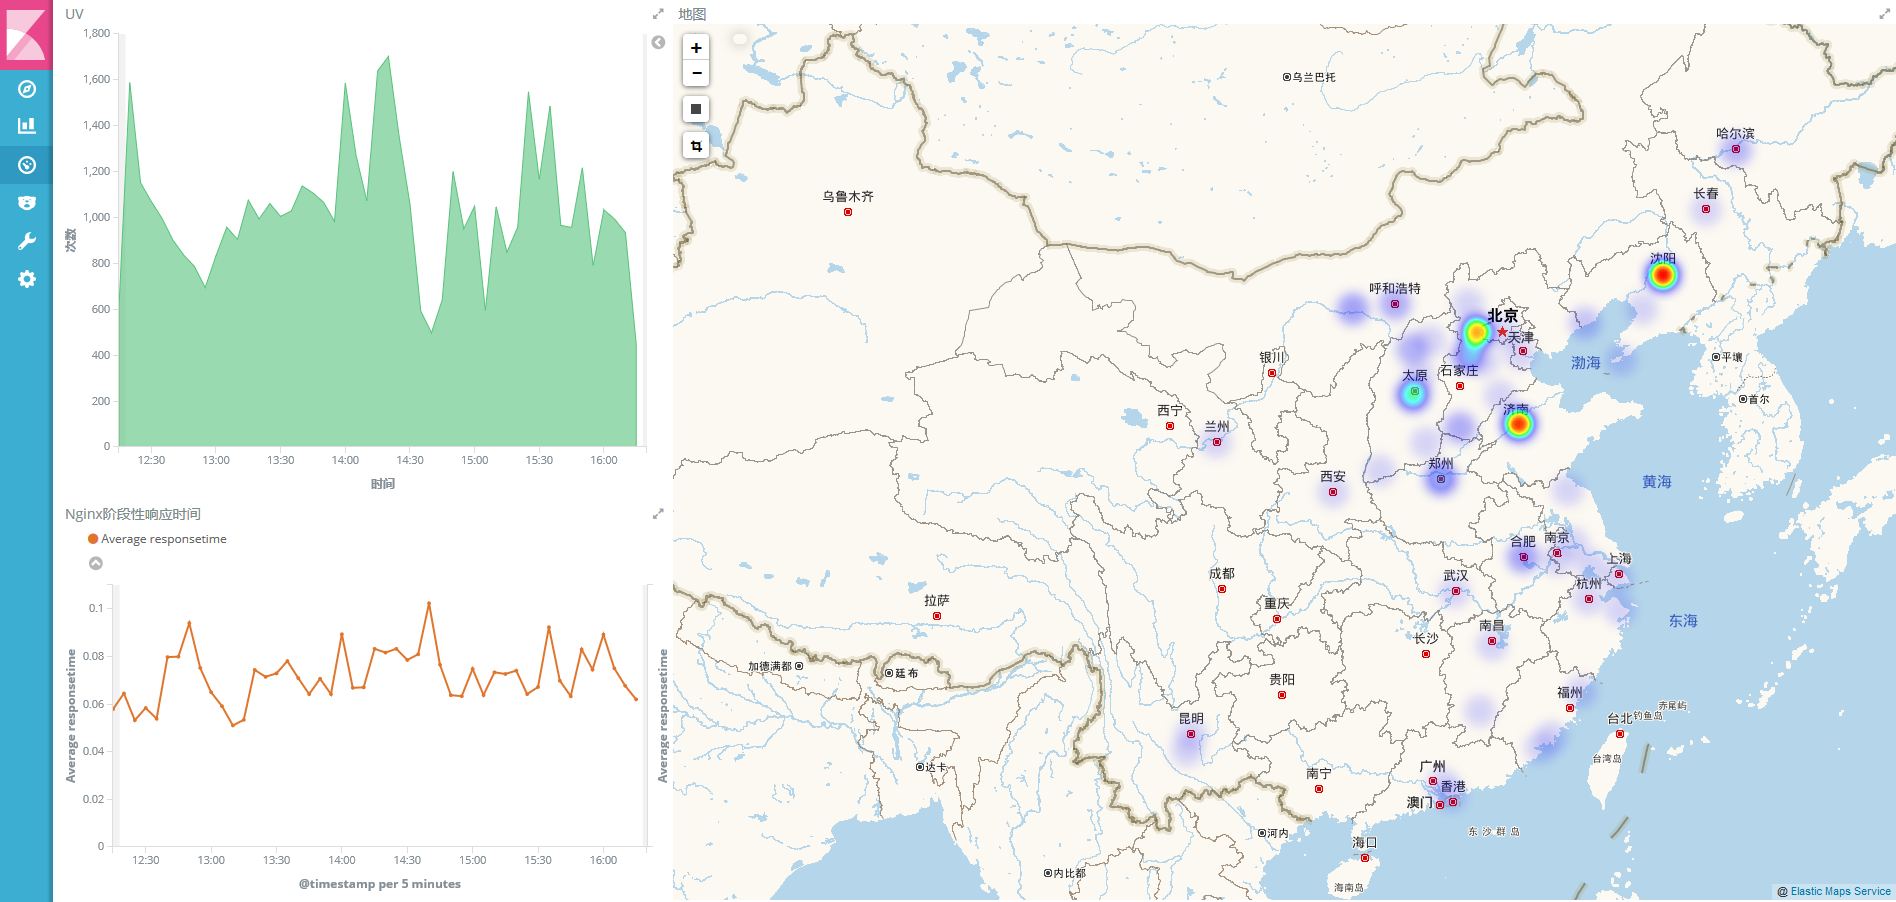 UV
1,800
1,600
1,400
1,200
1,000
800
600
400
200
0
次数
12:30
13:00
13:30
14:00
14:30
15:00
15:30
16:00
时间
Nginx阶段性响应时间
Average responsetime
0.1
0.08
0.06
0.04
0.02
0
Average responsetime
Average responsetime
12:30
13:00
13:30
14:00
14:30
15:00
15:30
16:00
@timestamp per 5 minutes
地图
+
−
乌兰巴托
哈尔滨
长春
乌鲁木齐
沈阳
呼和浩特
北京
天津
银川
渤海
平壤
太原
石家庄
首尔
西宁
兰州
济南
郑州
西安
黄海
合肥
南京
上海
成都
武汉
杭州
拉萨
重庆
东海
南昌
长沙
加德满都
廷布
贵阳
福州
赤尾屿
台北
钓鱼岛
昆明
台湾岛
达卡
南宁
广州
香港
澳门
河内
东沙群岛
海口
内比都
海南岛
@ Elastic Maps Service